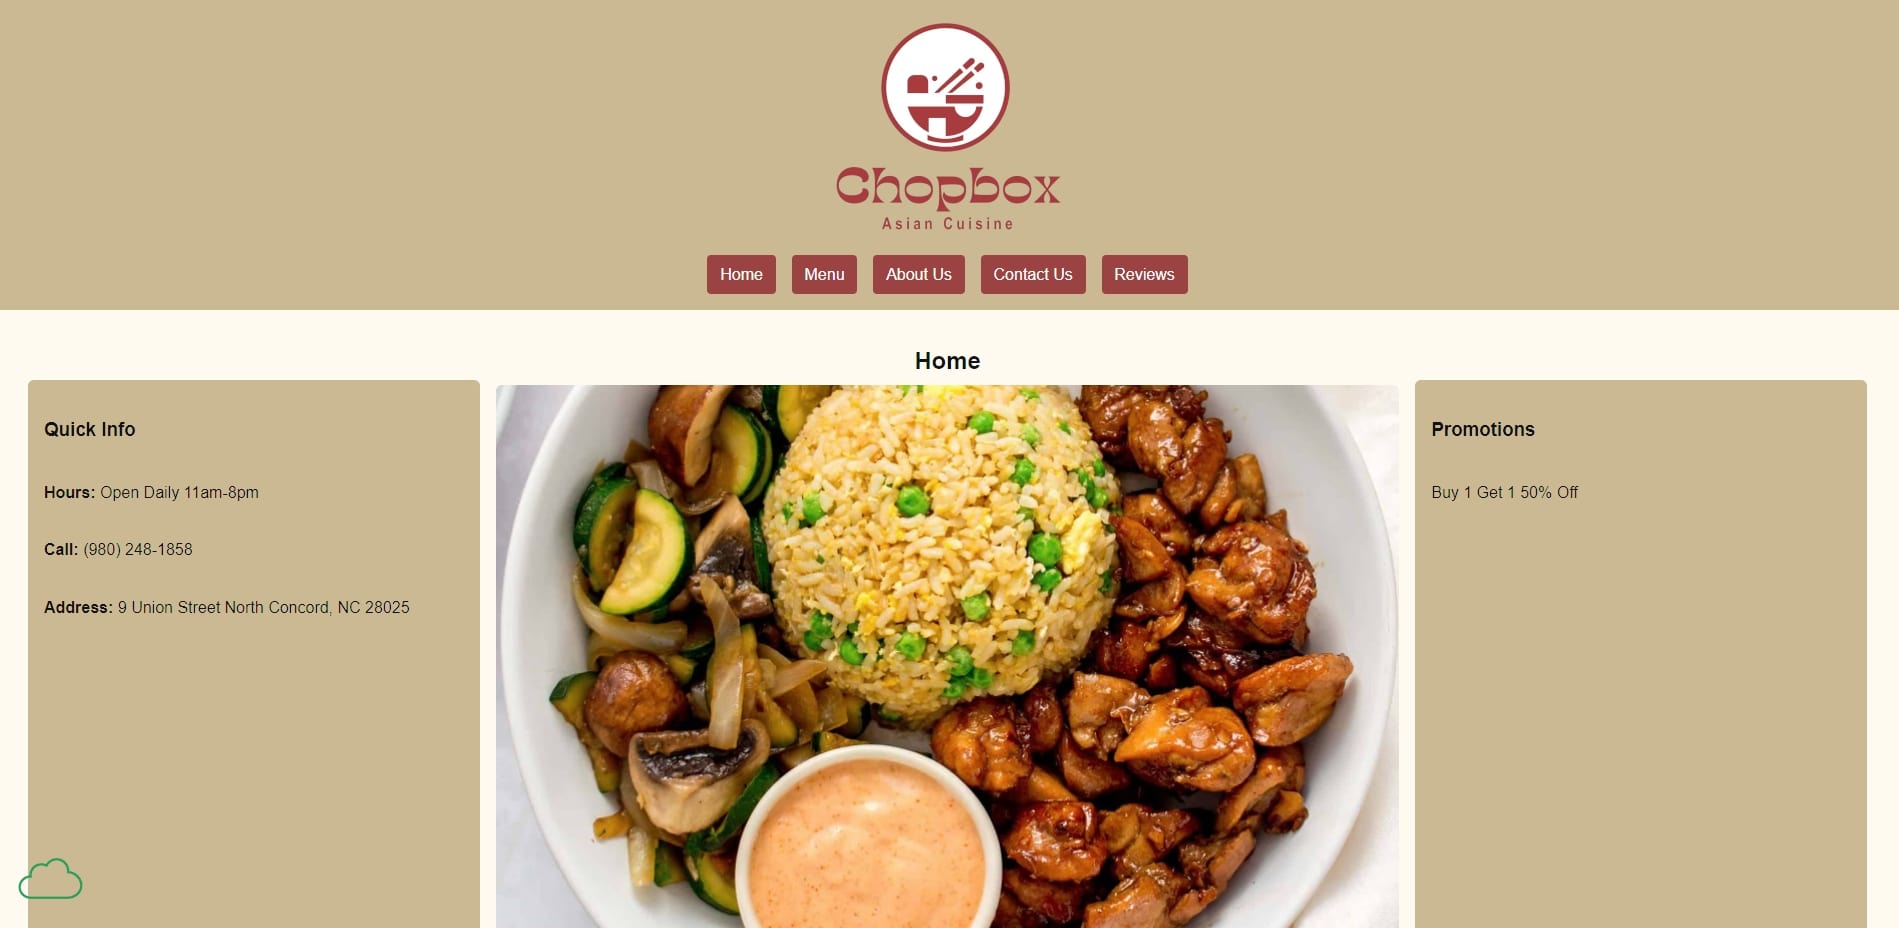 Chopbox
Asian Cuisine
Home
Menu
About Us
Contact Us
Reviews
Home
Quick Info
Hours: Open Daily 11am-8pm
Call: (980) 248-1858
Address: 9 Union Street North Concord, NC 28025
Promotions
Buy 1 Get 1 50% Off